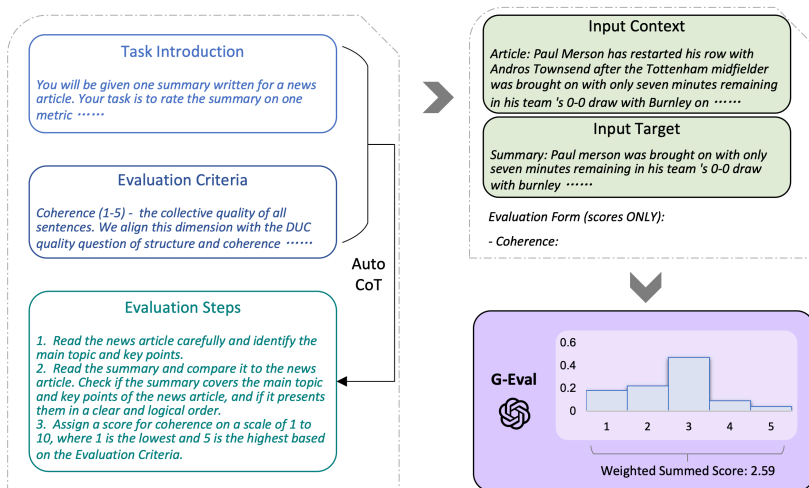 Task Introduction
You will be given one summary written for a news
article. Your task is to rate the summary on one
metric ……
Evaluation Criteria
Coherence (1-5) - the collective quality of all
sentences. We align this dimension with the DUC
quality question of structure and coherence ……
Auto
CoT
Evaluation Steps
1. Read the news article carefully and identify the
main topic and key points.
2. Read the summary and compare it to the news
article. Check if the summary covers the main topic
and key points of the news article, and if it presents
them in a clear and logical order.
3. Assign a score for coherence on a scale of 1 to
10, where 1 is the lowest and 5 is the highest based
on the Evaluation Criteria.
Input Context
Article: Paul Merson has restarted his row with
Andros Townsend after the Tottenham midfielder
was brought on with only seven minutes remaining
in his team 's 0-0 draw with Burnley on ……
Input Target
Summary: Paul merson was brought on with only
seven minutes remaining in his team 's 0-0 draw
with burnley ……
Evaluation Form (scores ONLY):
- Coherence:
G-Eval
0.6
0.4
0.2
0
1 2 3 4 5
Weighted Summed Score: 2.59